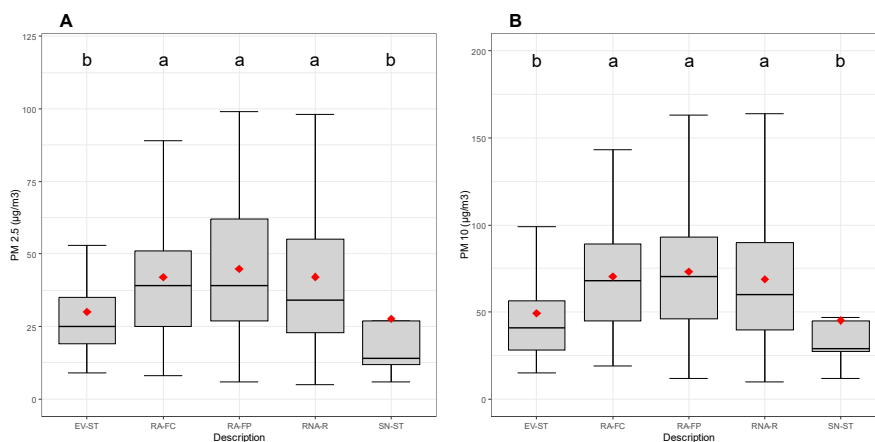 A
125
100
75
50
25
0
PM 2.5 (µg/m3)
b a a a b
EV-ST RA-FC RA-FP RNA-R SN-ST
Description
B
200
150
100
50
0
PM 10 (µg/m3)
b a a a b
EV-ST RA-FC RA-FP RNA-R SN-ST
Description